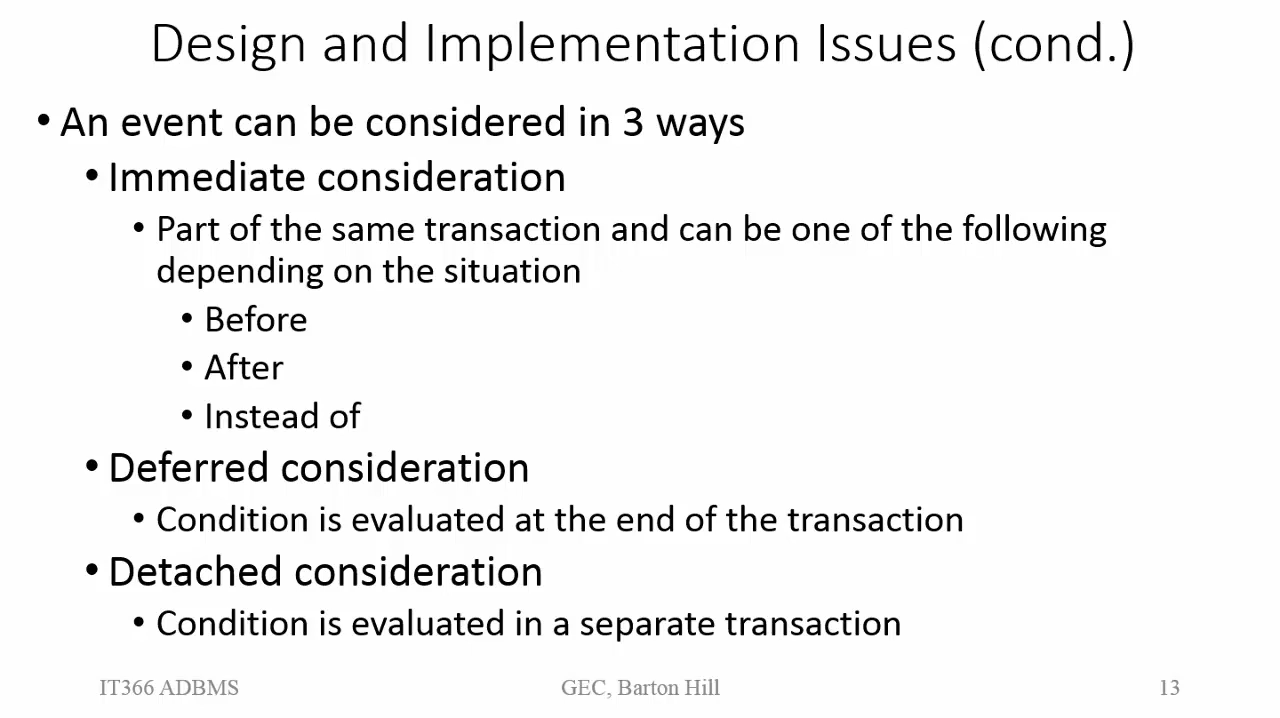 Design and Implementation Issues (cond.)
• An event can be considered in 3 ways
• Immediate consideration
• Part of the same transaction and can be one of the following
depending on the situation
• Before
• After
• Instead of
• Deferred consideration
• Condition is evaluated at the end of the transaction
• Detached consideration
• Condition is evaluated in a separate transaction
IT366 ADBMS
GEC, Barton Hill
13